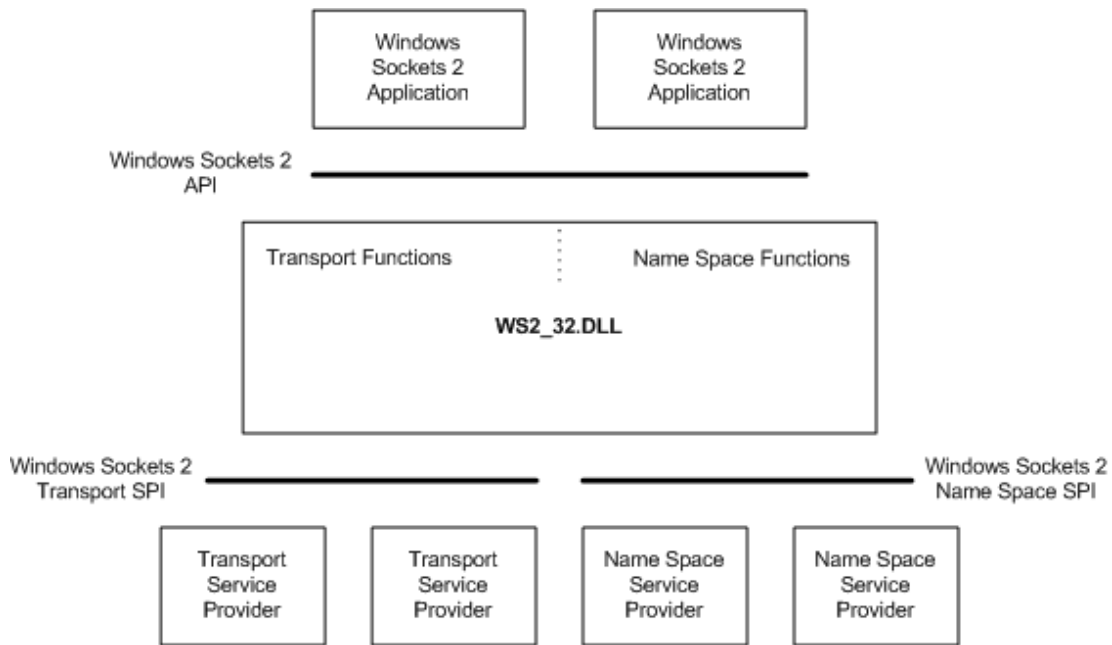 Windows
Sockets 2
Application
Windows
Sockets 2
Application
Windows Sockets 2
API
Transport Functions
Name Space Functions
WS2_32.DLL
Windows Sockets 2
Transport SPI
Windows Sockets 2
Name Space SPI
Transport
Service
Provider
Transport
Service
Provider
Name Space
Service
Provider
Name Space
Service
Provider